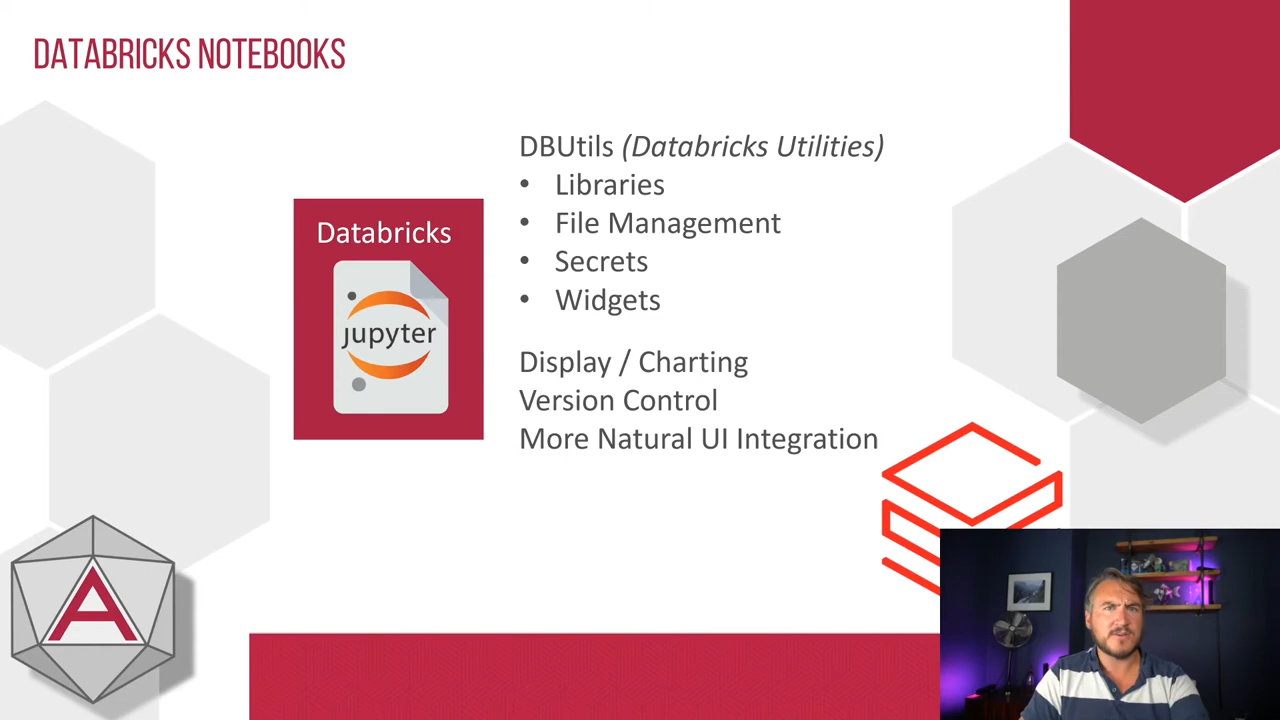 DATABRICKS NOTEBOOKS
DBUtils (Databricks Utilities)
• Libraries
• File Management
• Secrets
• Widgets
Display / Charting
Version Control
More Natural UI Integration
Databricks
jupyter
A